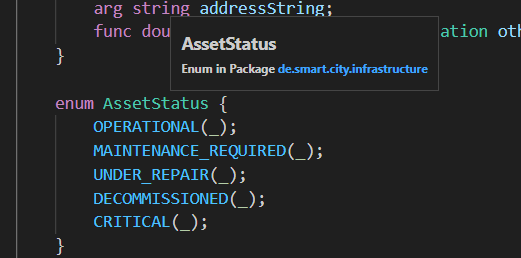 arg string addressString;
func dou
ation oth
}
AssetStatus
Enum in Package de.smart.city.infrastructure
enum AssetStatus {
OPERATIONAL(_);
MAINTENANCE_REQUIRED(_);
UNDER_REPAIR(_);
DECOMMISSIONED(_);
CRITICAL(_);
}